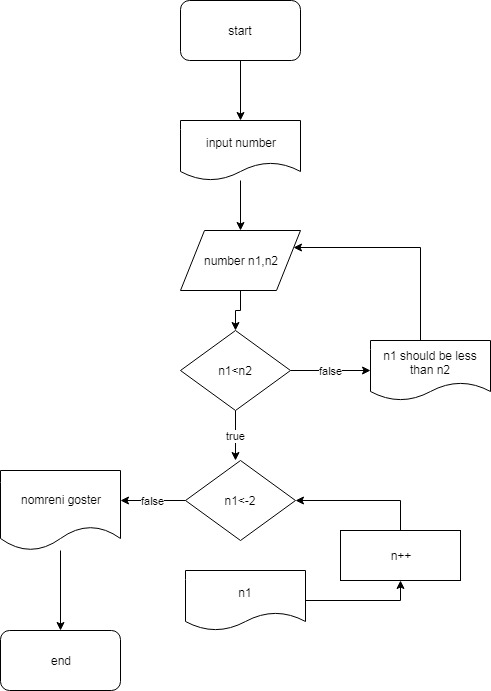 start
input number
number n1,n2
n1<n2
false
n1 should be less
than n2
true
n1<-2
false
nomreni goster
n++
n1
end